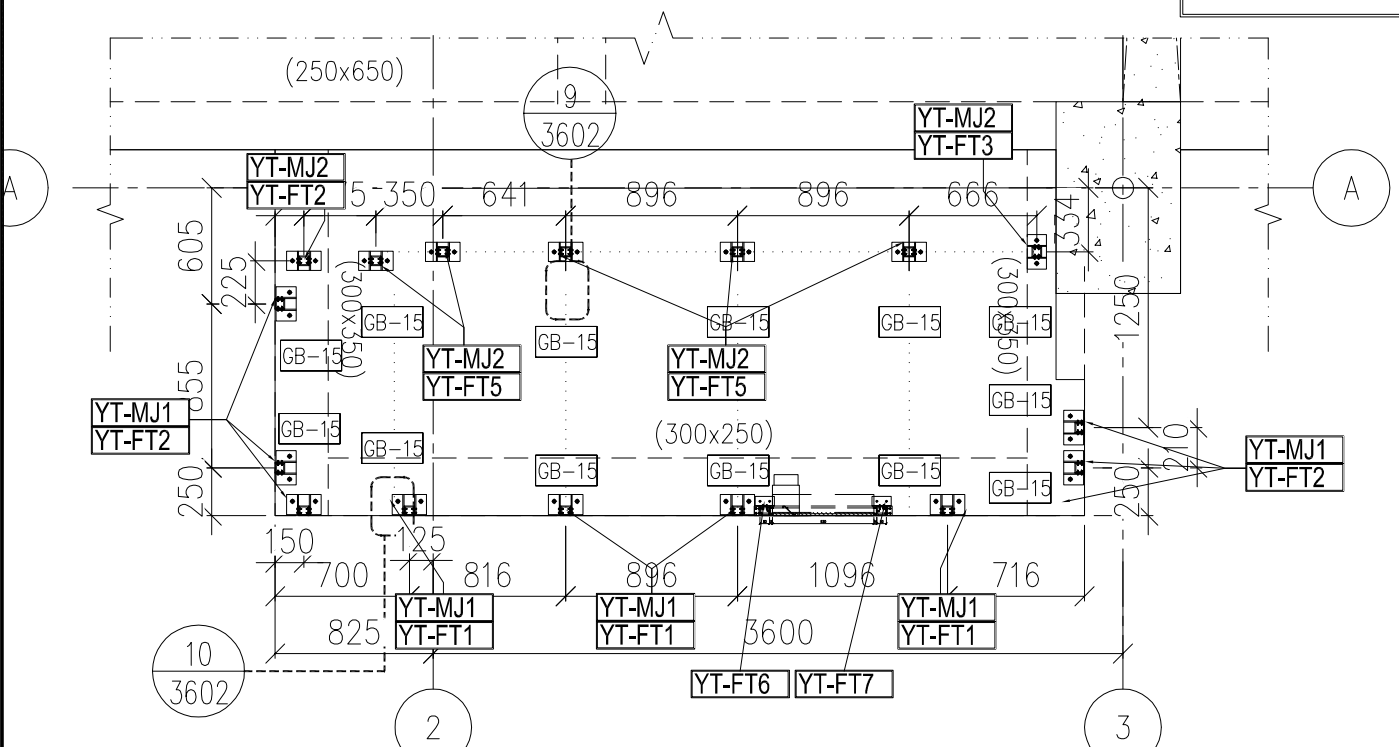 (250x650)
9
3602
YT-MJ2
YT-FT3
YT-MJ2
YT-FT2
A
A
5
350
641
896
896
666
334
605
225
(300x350)
(300x350)
1250
GB-15
GB-15
GB-15
GB-15
GB-15
GB-15
YT-MJ2
YT-FT5
YT-MJ2
YT-FT5
855
YT-MJ1
YT-FT2
GB-15
GB-15
GB-15
(300x250)
210
YT-MJ1
YT-FT2
GB-15
GB-15
GB-15
GB-15
250
250
150
125
700
816
896
1096
716
YT-MJ1
YT-FT1
YT-MJ1
YT-FT1
YT-MJ1
YT-FT1
825
3600
10
3602
YT-FT6
YT-FT7
2
3